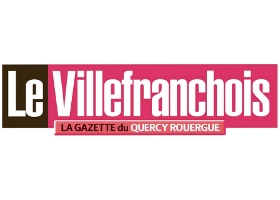 Le Villefranchois
LA GAZETTE du QUERCY ROUERGUE